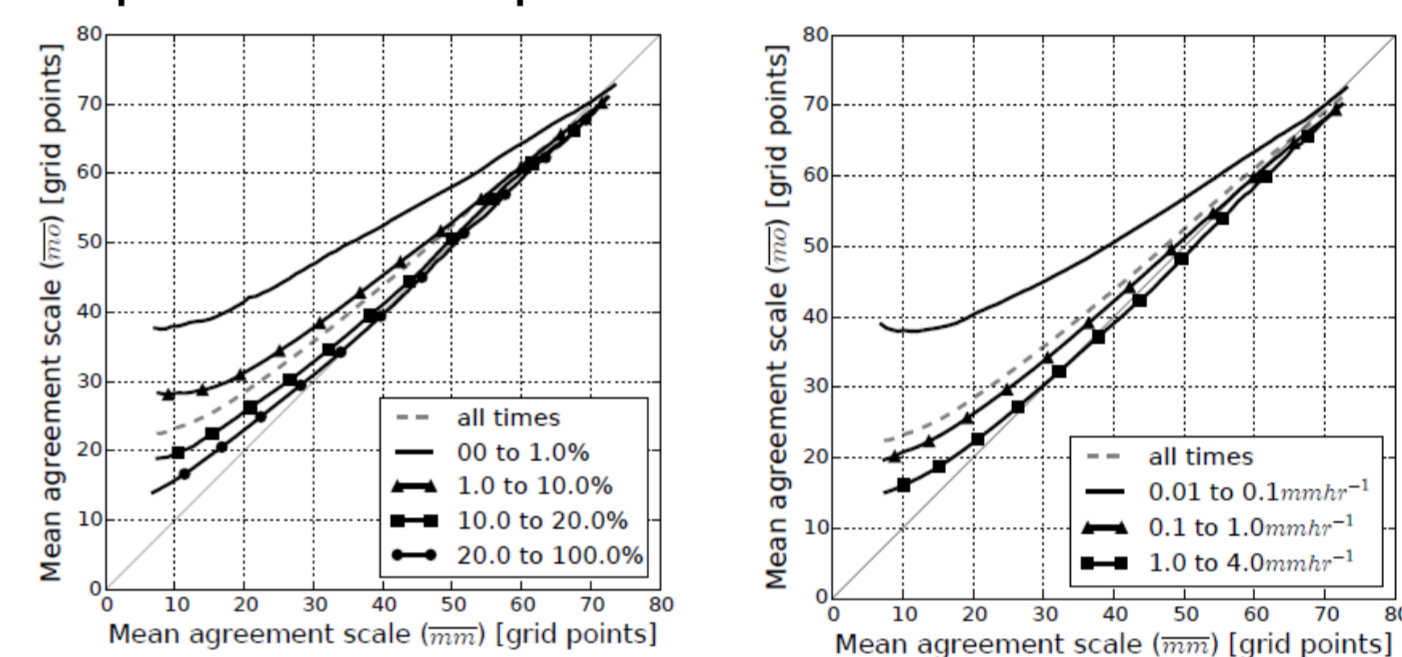 80
70
60
50
40
30
20
10
0
0 10 20 30 40 50 60 70 80
Mean agreement scale (mo) [grid points]
Mean agreement scale (mm) [grid points]
all times
00 to 1.0%
1.0 to 10.0%
10.0 to 20.0%
20.0 to 100.0%
80
70
60
50
40
30
20
10
0
0 10 20 30 40 50 60 70
Mean agreement scale (mo) [grid points]
Mean agreement scale (mm) [grid points]
all times
0.01 to 0.1mmhr⁻¹
0.1 to 1.0mmhr⁻¹
1.0 to 4.0mmhr⁻¹